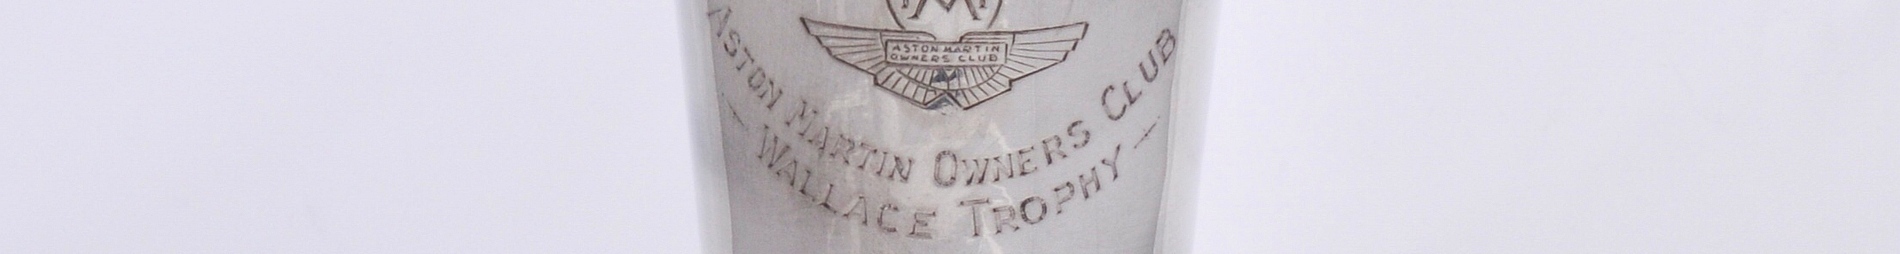 ASTON MARTIN
OWNERS CLUB
ASTON MARTIN OWNERS CLUB
— WALLACE TROPHY —